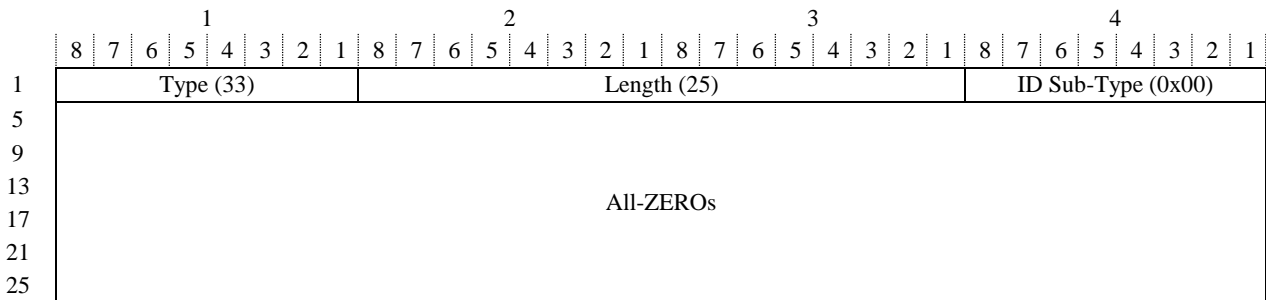 1 2 3 4
8 7 6 5 4 3 2 1 8 7 6 5 4 3 2 1 8 7 6 5 4 3 2 1 8 7 6 5 4 3 2 1
1 Type (33) Length (25) ID Sub-Type (0x00)
5
9
13
All-ZEROs
17
21
25